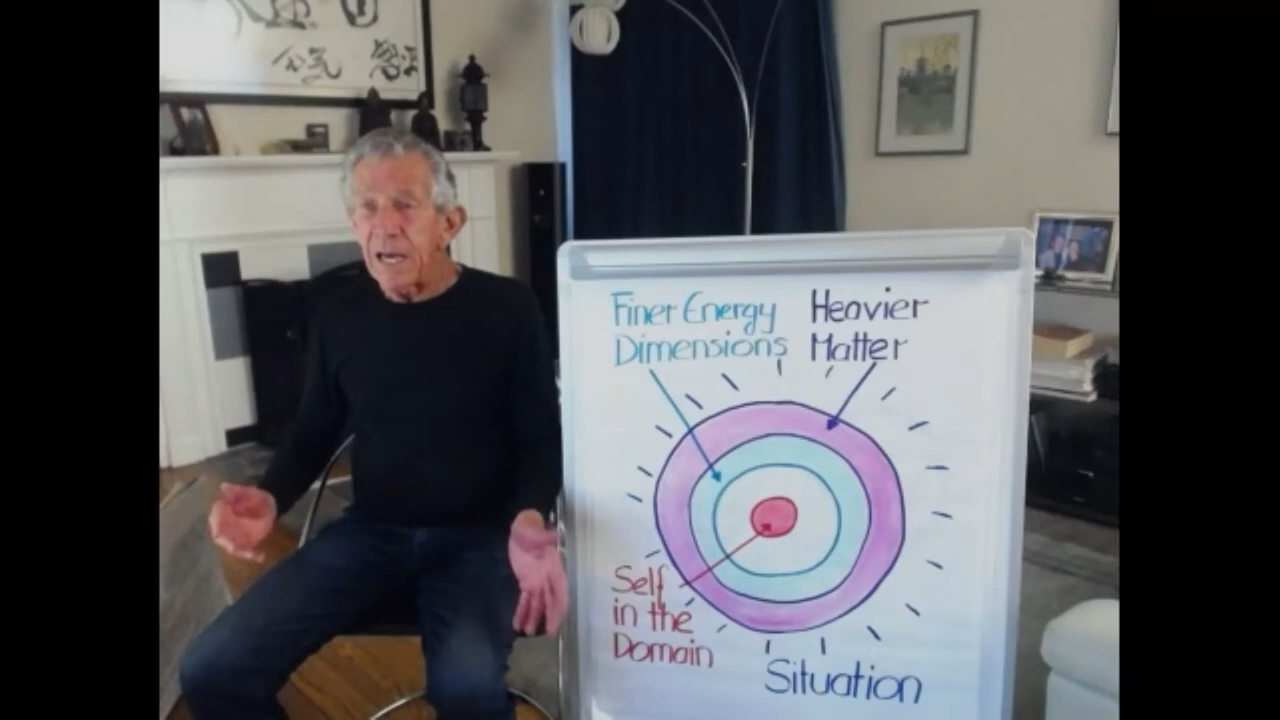 Finer Energy
Dimensions
Heavier
Matter
Self
in the
Domain
Situation